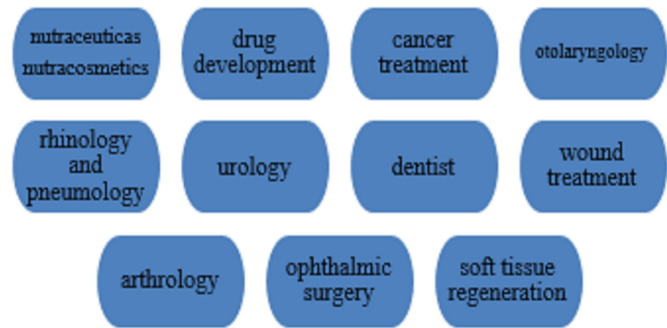 nutraceuticas
nutracosmetics
drug
development
cancer
treatment
otolaryngology
rhinology
and
pneumology
urology
dentist
wound
treatment
arthrology
ophthalmic
surgery
soft tissue
regeneration